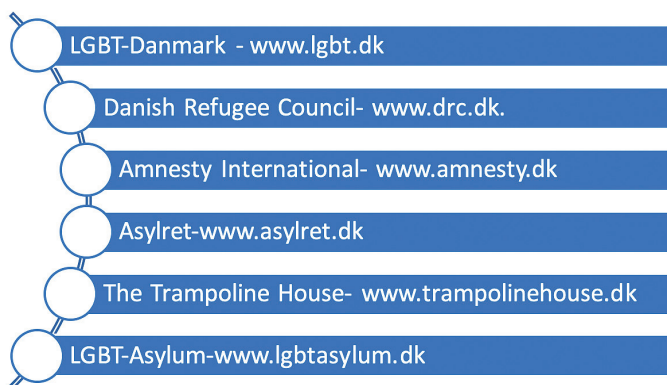 LGBT-Danmark - www.lgbt.dk
Danish Refugee Council- www.drc.dk.
Amnesty International- www.amnesty.dk
Asylret-www.asylret.dk
The Trampoline House- www.trampolinehouse.dk
LGBT-Asylum-www.lgbtasylum.dk